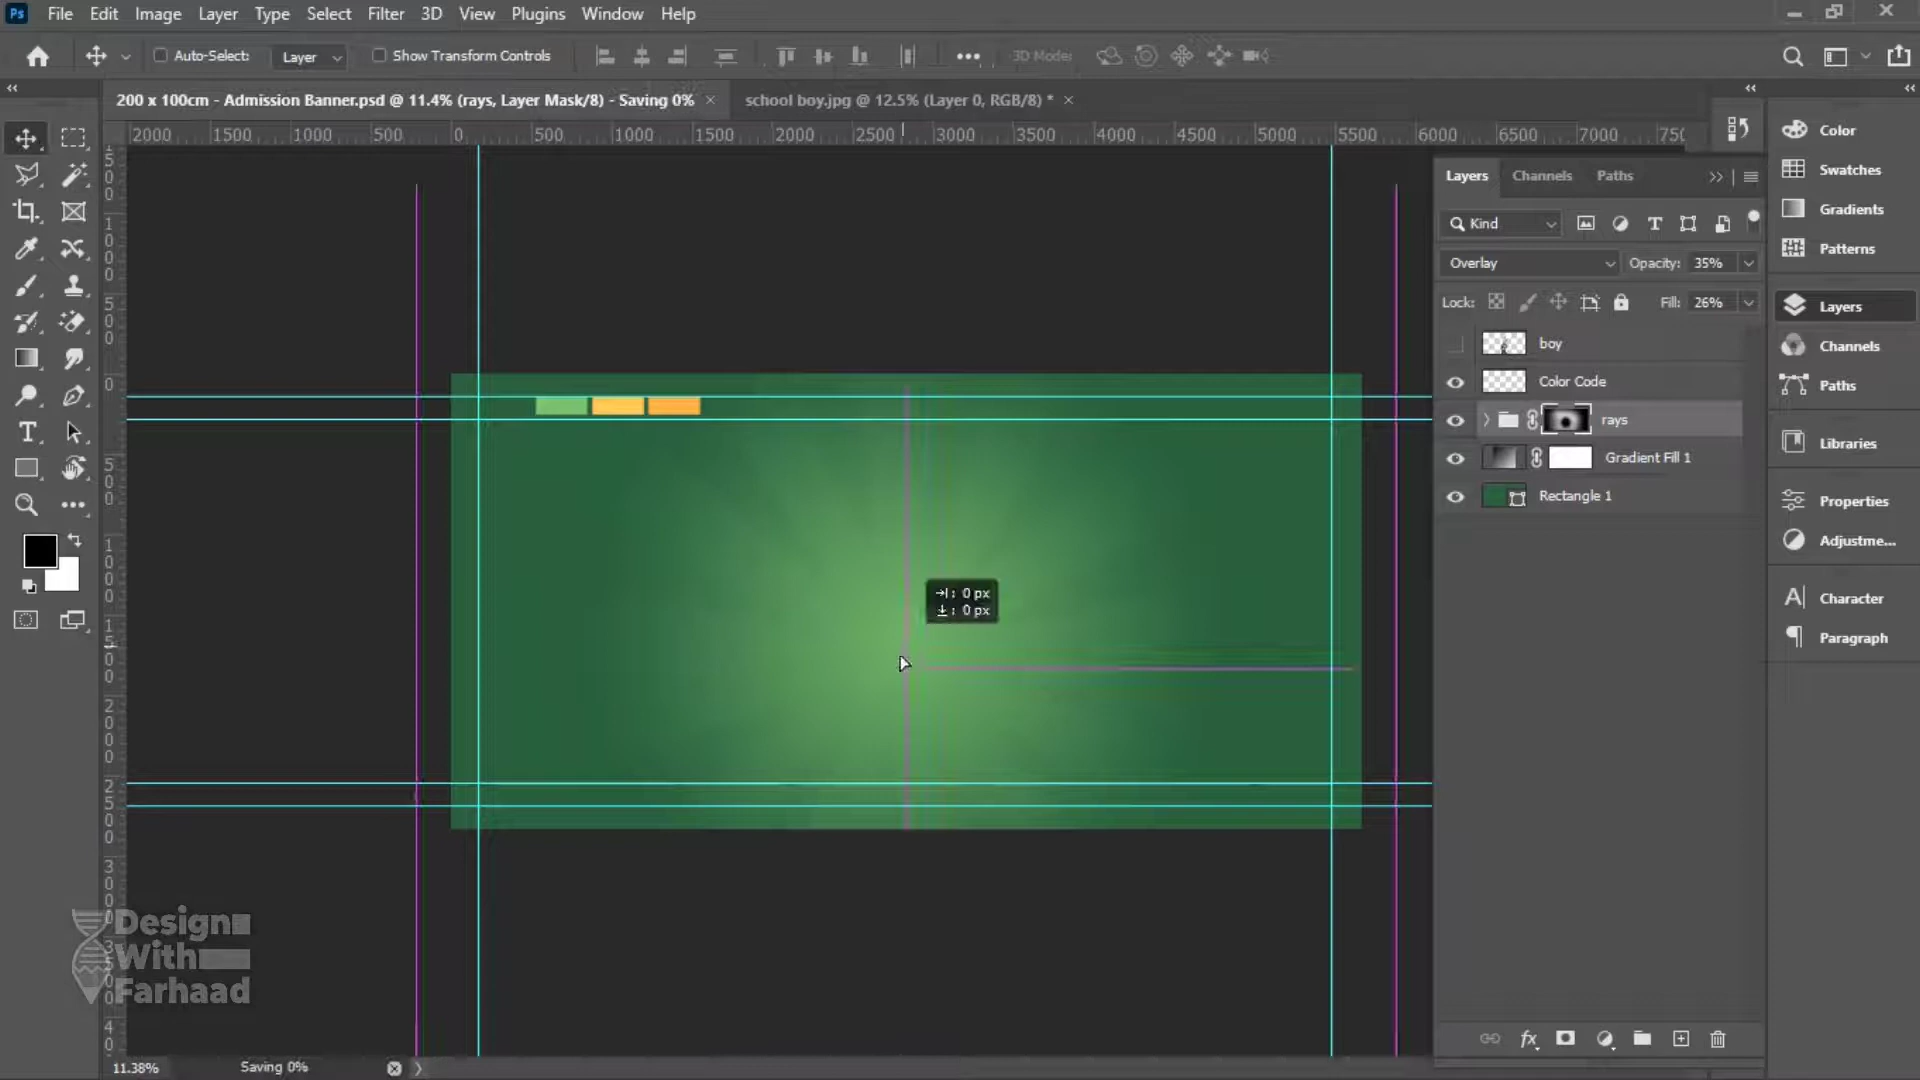 Ps File Edit Image Layer Type Select Filter 3D View Plugins Window Help
Auto-Select: Layer Show Transform Controls 3D Mode:
200 x 100cm - Admission Banner.psd @ 11.4% (rays, Layer Mask/8) - Saving 0% × school boy.jpg @ 12.5% (Layer 0, RGB/8) * ×
2000 1500 1000 500 0 500 1000 1500 2000 2500 3000 3500 4000 4500 5000 5500 6000 6500 7000
Layers Channels Paths
Kind
Overlay Opacity: 35%
Lock: Fill: 26%
boy
Color Code
rays
Gradient Fill 1
Rectangle 1
Color
Swatches
Gradients
Patterns
Layers
Channels
Paths
Libraries
Properties
Adjustme...
Character
Paragraph
: 0 px
: 0 px
Design
With
Farhaad
11.38% Saving 0%